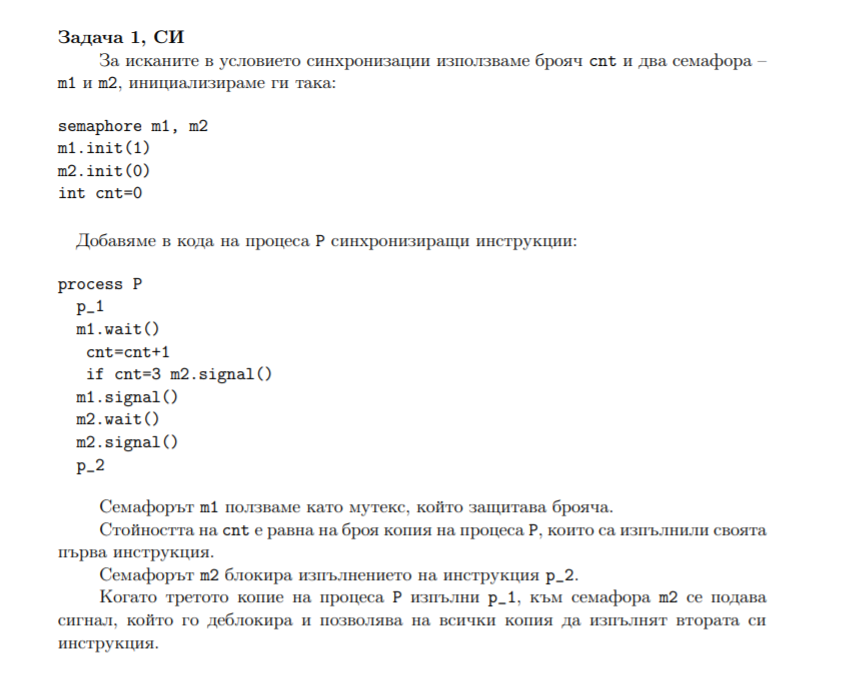 Задача 1, СИ
За исканите в условието синхронизации използваме брояч cnt и два семафора –
m1 и m2, инициализираме ги така:
semaphore m1, m2
m1.init(1)
m2.init(0)
int cnt=0
Добавяме в кода на процеса P синхронизиращи инструкции:
process P
p_1
m1.wait()
cnt=cnt+1
if cnt=3 m2.signal()
m1.signal()
m2.wait()
m2.signal()
p_2
Семафорът m1 ползваме като мутекс, който защитава брояча.
Стойността на cnt е равна на броя копия на процеса P, които са изпълнили своята
първа инструкция.
Семафорът m2 блокира изпълнението на инструкция p_2.
Когато третото копие на процеса P изпълни p_1, към семафора m2 се подава
сигнал, който го деблокира и позволява на всички копия да изпълнят втората си
инструкция.